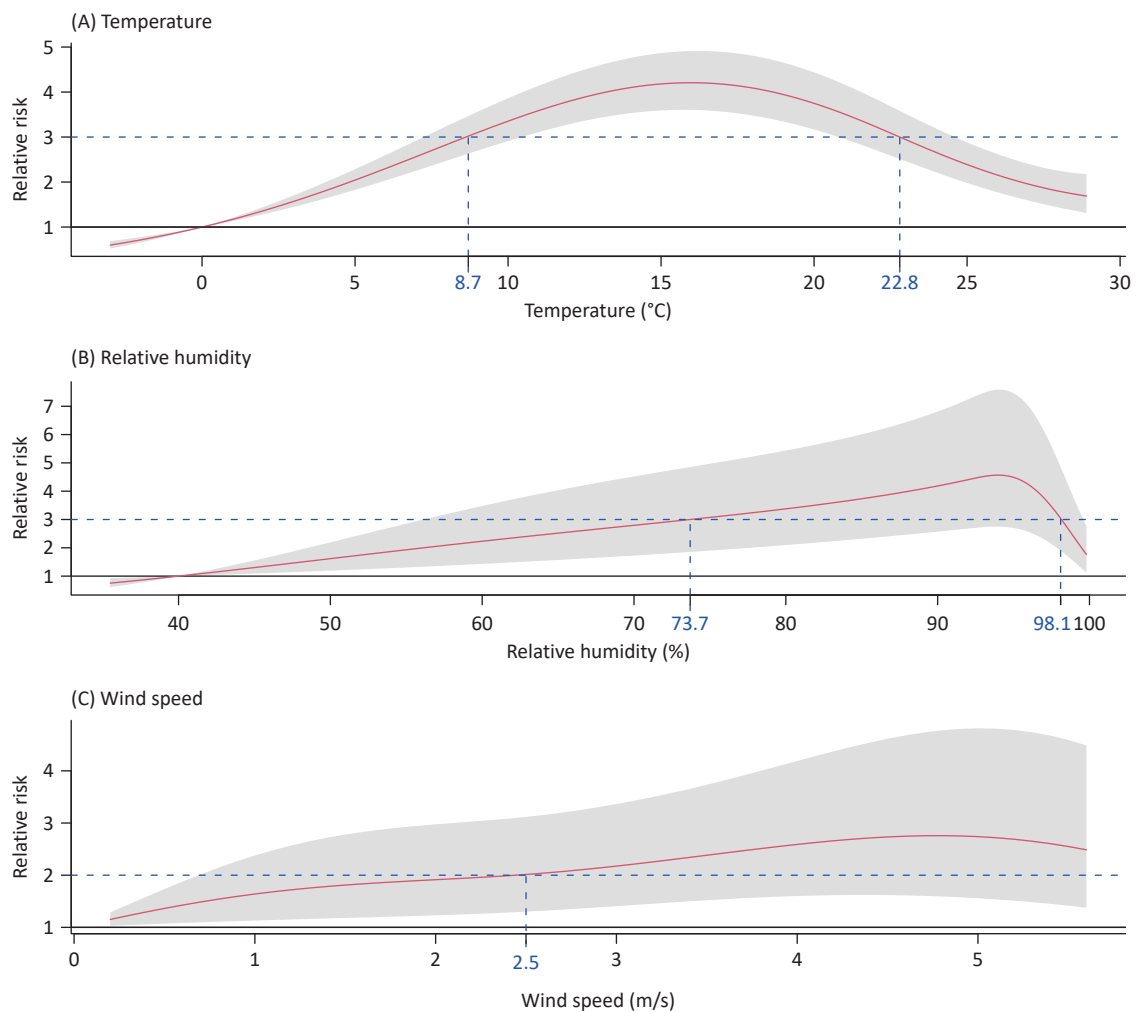 (A) Temperature
5
4
3
2
1
Relative risk
0 5 8.7 10 15 20 22.8 25 30
Temperature (°C)
(B) Relative humidity
7
6
5
4
3
2
1
Relative risk
40 50 60 70 73.7 80 90 98.1 100
Relative humidity (%)
(C) Wind speed
4
3
2
1
Relative risk
0 1 2 2.5 3 4 5
Wind speed (m/s)